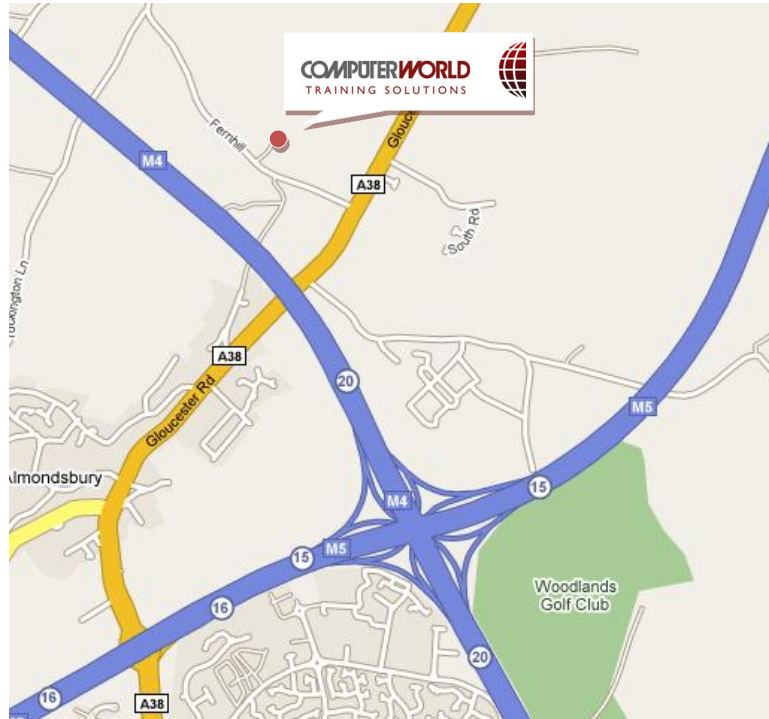 COMPUTERWORLD
TRAINING SOLUTIONS
Fernhill
M4
A38
South Rd
A38
20
M5
Gloucester Rd
Almondsbury
M4
15
M5
15
16
Woodlands
Golf Club
20
16
A38